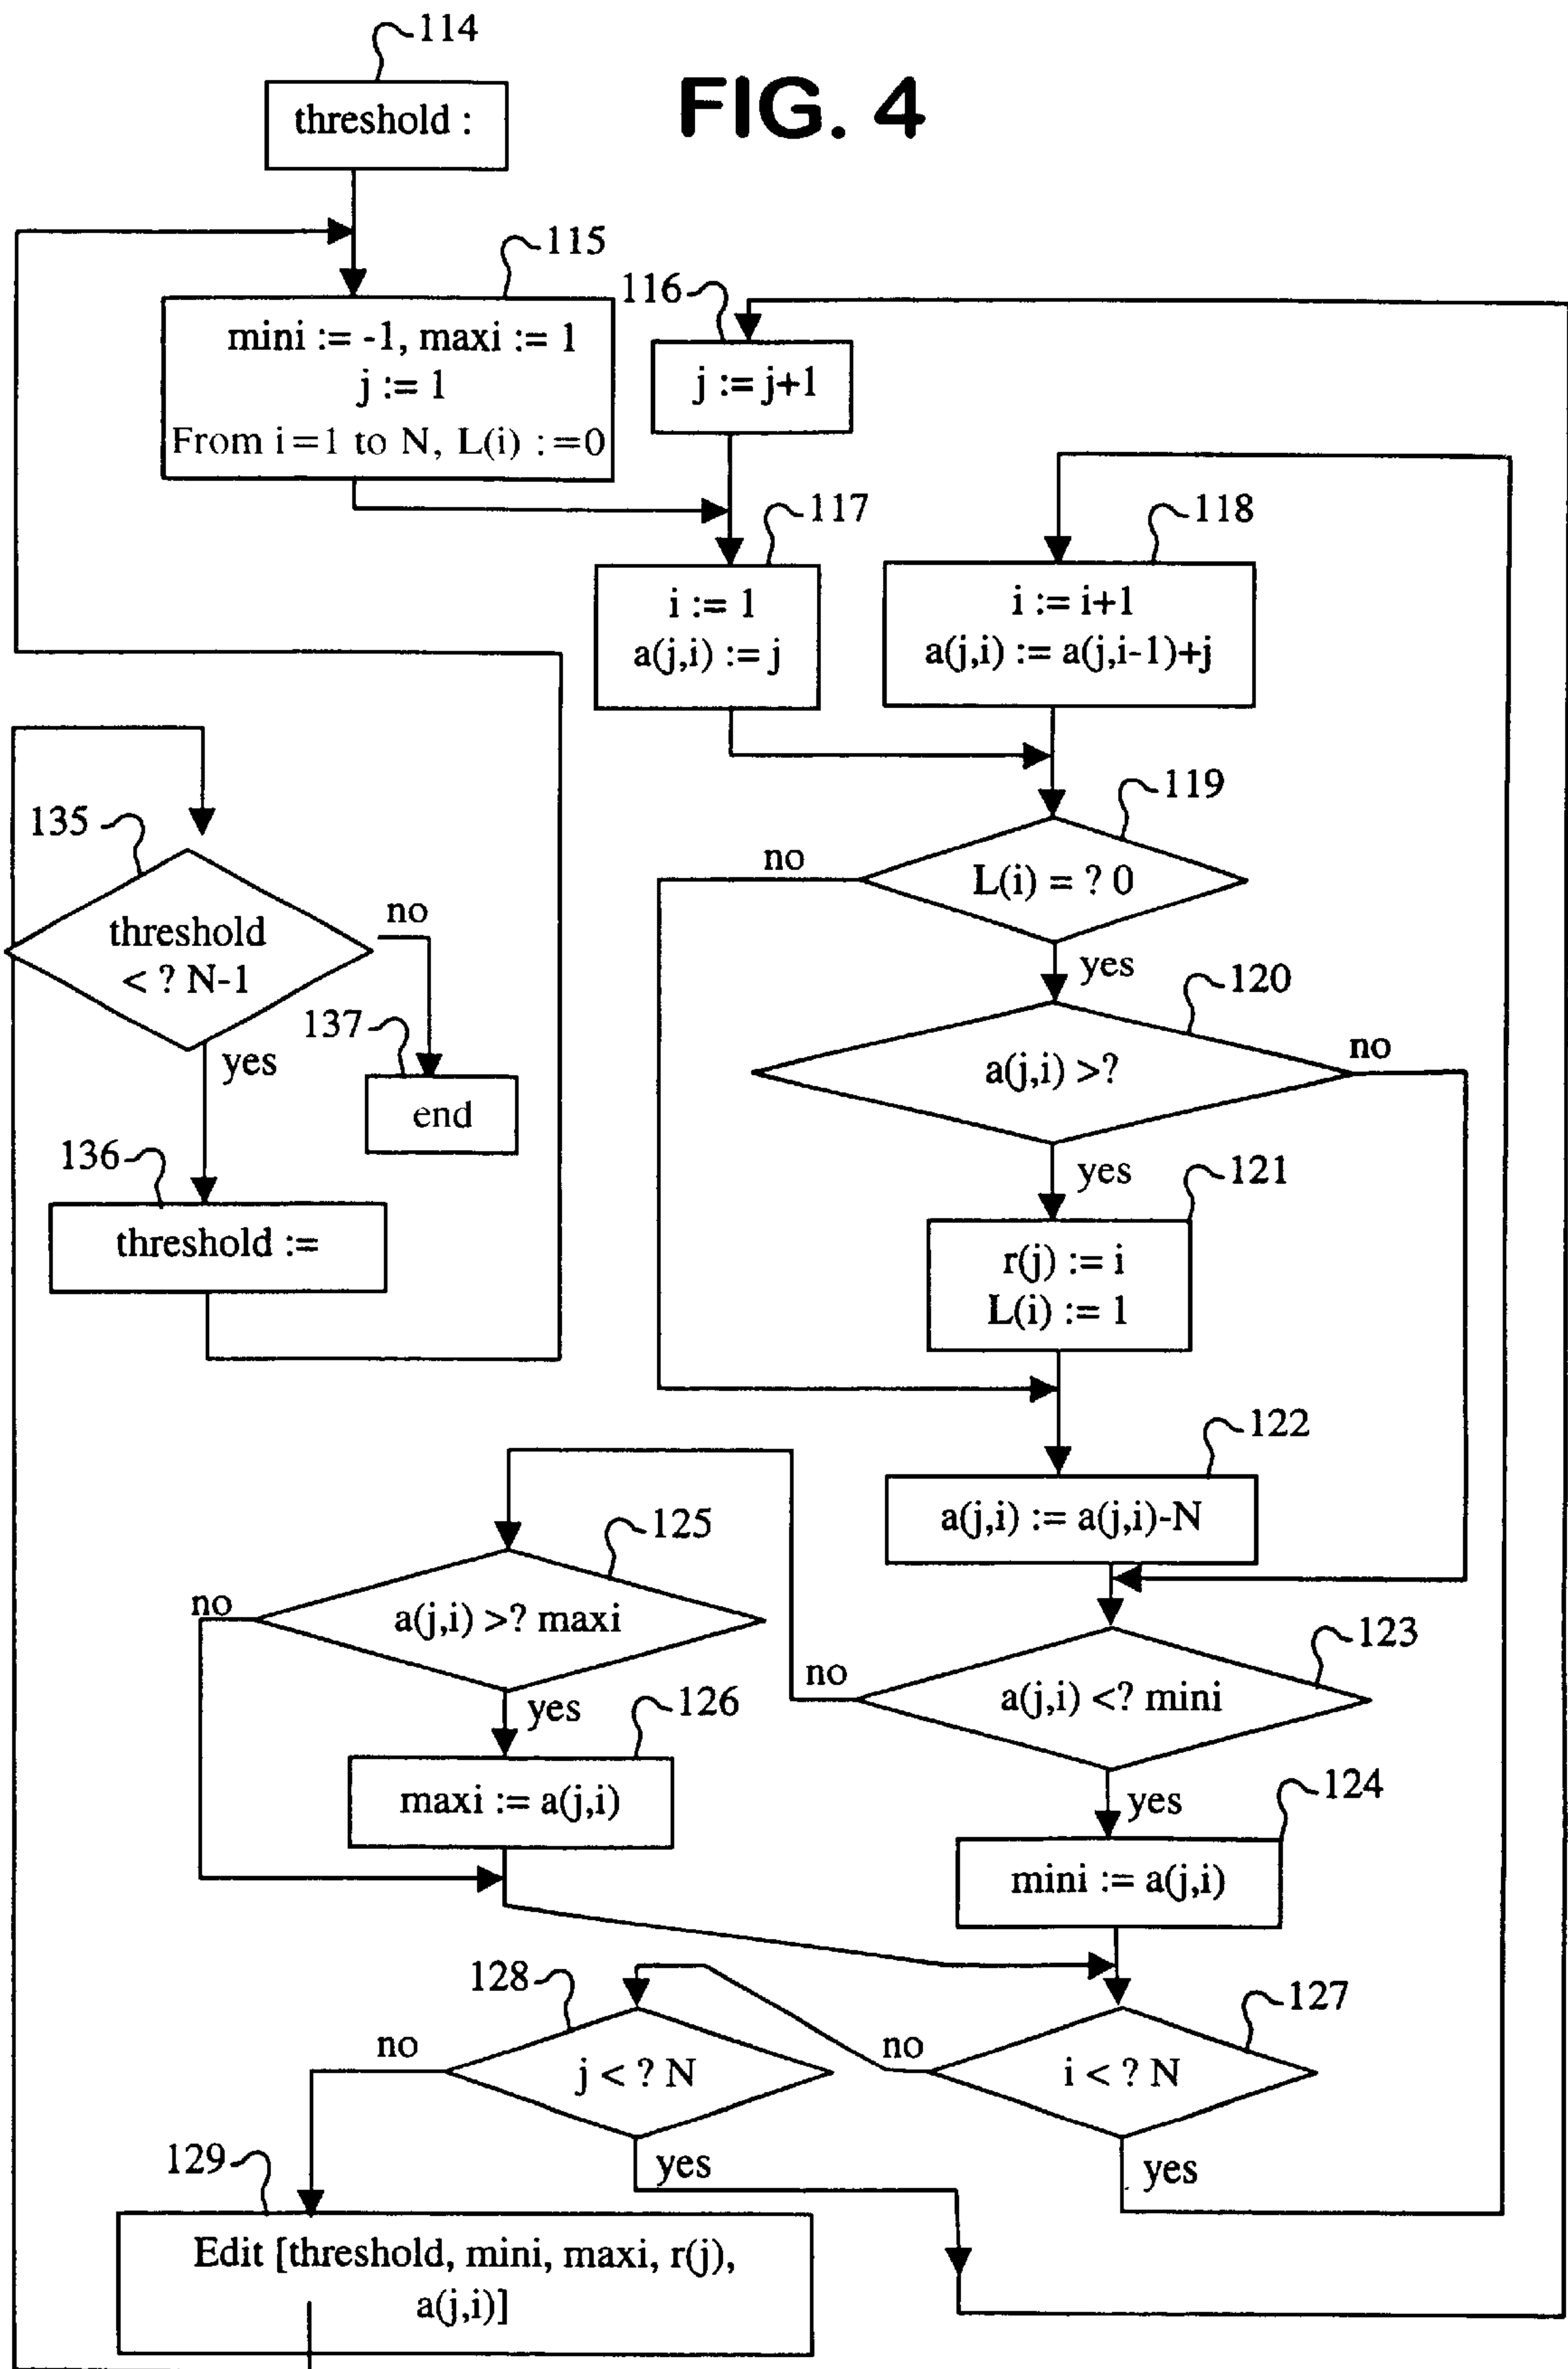 114
FIG. 4
threshold :
115
mini := -1, maxi := 1
j := 1
From i=1 to N, L(i) :=0
116
j := j+1
117
i := 1
a(j,i) := j
118
i := i+1
a(j,i) := a(j,i-1)+j
119
no
L(i) = ? 0
yes
135
threshold
< ? N-1
no
yes
137
end
136
threshold :=
120
a(j,i) >?
no
yes
121
r(j) := i
L(i) := 1
122
a(j,i) := a(j,i)-N
125
no
a(j,i) >? maxi
yes
123
no
a(j,i) <? mini
yes
126
maxi := a(j,i)
124
mini := a(j,i)
128
no
j < ? N
yes
127
no
i < ? N
yes
129
Edit [threshold, mini, maxi, r(j),
a(j,i)]